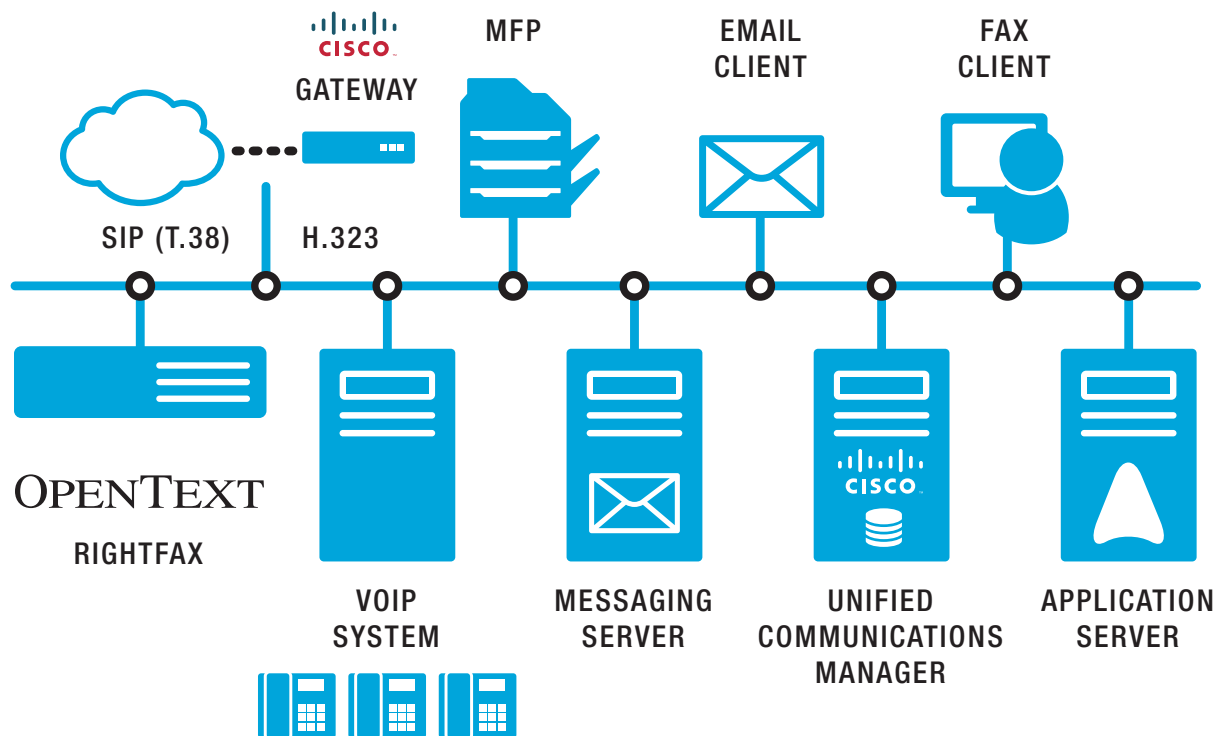 CISCO
GATEWAY
MFP
EMAIL
CLIENT
FAX
CLIENT
SIP (T.38)
H.323
OPENTEXT
RIGHTFAX
VOIP
SYSTEM
MESSAGING
SERVER
CISCO
UNIFIED
COMMUNICATIONS
MANAGER
APPLICATION
SERVER